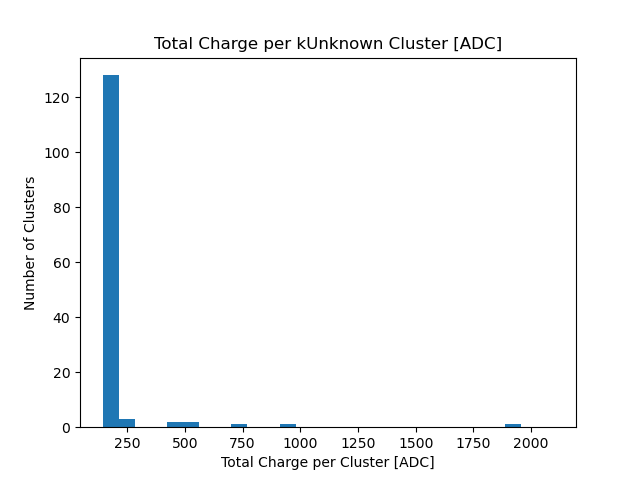 Total Charge per kUnknown Cluster [ADC]
120
100
80
60
40
20
0
Number of Clusters
250 500 750 1000 1250 1500 1750 2000
Total Charge per Cluster [ADC]